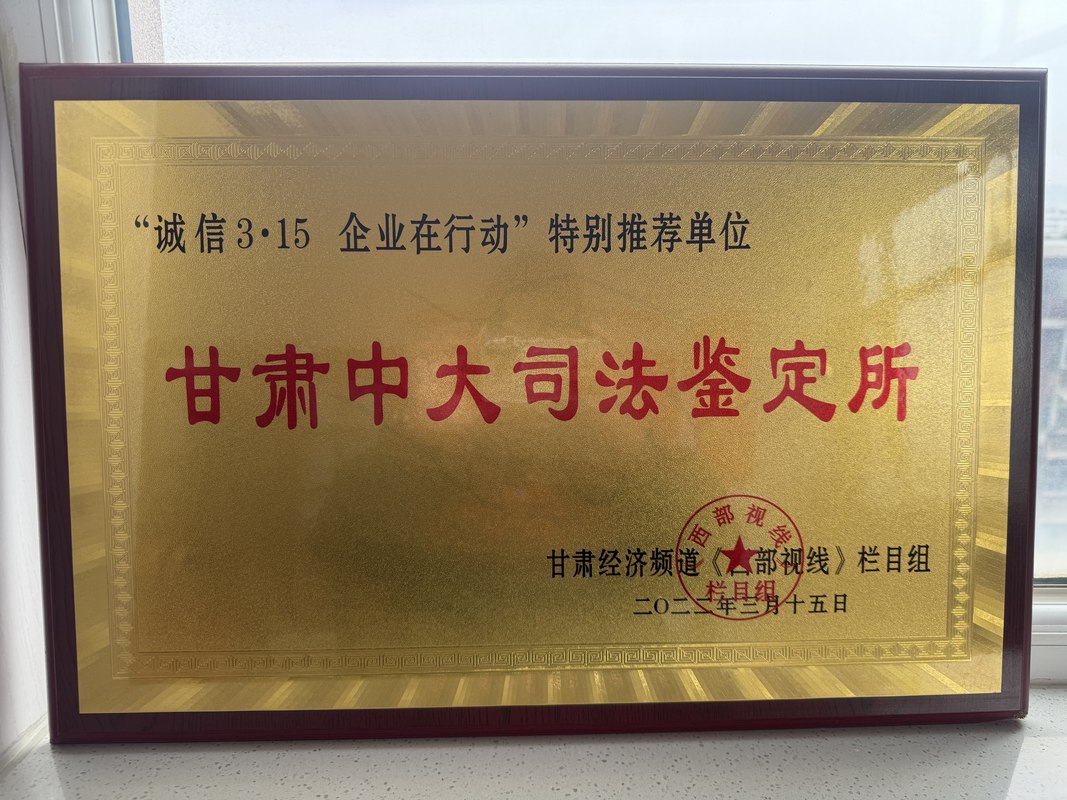 “诚信3·15 企业在行动”特别推荐单位
甘肃中大司法鉴定所
甘肃经济频道《西部视线》栏目组
二〇二二年三月十五日
西部视线
栏目组